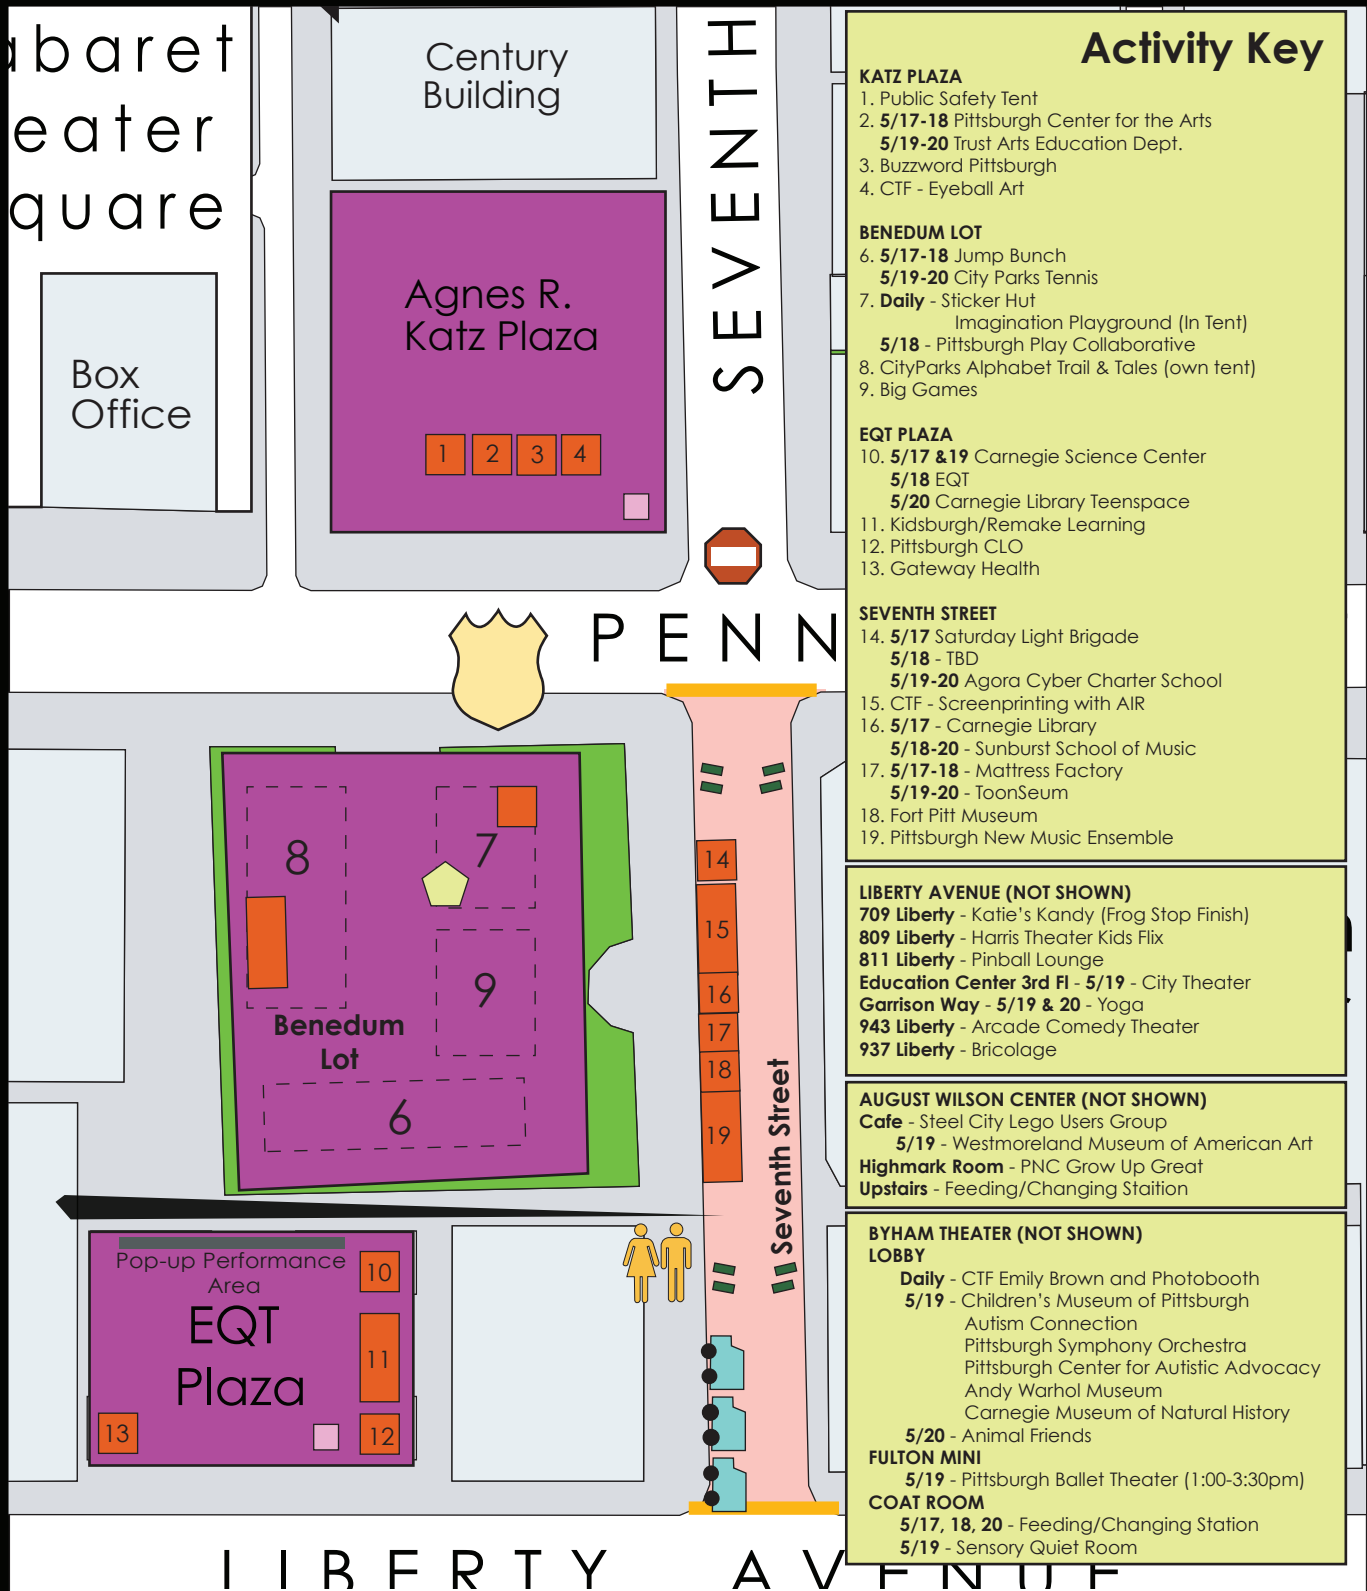 abaret
eater
quare
Century
Building
SEVENTH
Agnes R.
Katz Plaza
Box
Office
1
2
3
4
PENN
8
7
9
Benedum
Lot
6
14
15
16
17
18
19
Seventh Street
Pop-up Performance
Area
EQT
Plaza
10
11
12
13
LIBERTY AVENUE
Activity Key
KATZ PLAZA
1. Public Safety Tent
2. 5/17-18 Pittsburgh Center for the Arts
5/19-20 Trust Arts Education Dept.
3. Buzzword Pittsburgh
4. CTF - Eyeball Art
BENEDUM LOT
6. 5/17-18 Jump Bunch
5/19-20 City Parks Tennis
7. Daily - Sticker Hut
Imagination Playground (In Tent)
5/18 - Pittsburgh Play Collaborative
8. CityParks Alphabet Trail & Tales (own tent)
9. Big Games
EQT PLAZA
10. 5/17 &19 Carnegie Science Center
5/18 EQT
5/20 Carnegie Library Teenspace
11. Kidsburgh/Remake Learning
12. Pittsburgh CLO
13. Gateway Health
SEVENTH STREET
14. 5/17 Saturday Light Brigade
5/18 - TBD
5/19-20 Agora Cyber Charter School
15. CTF - Screenprinting with AIR
16. 5/17 - Carnegie Library
5/18-20 - Sunburst School of Music
17. 5/17-18 - Mattress Factory
5/19-20 - ToonSeum
18. Fort Pitt Museum
19. Pittsburgh New Music Ensemble
LIBERTY AVENUE (NOT SHOWN)
709 Liberty - Katie's Kandy (Frog Stop Finish)
809 Liberty - Harris Theater Kids Flix
811 Liberty - Pinball Lounge
Education Center 3rd Fl - 5/19 - City Theater
Garrison Way - 5/19 & 20 - Yoga
943 Liberty - Arcade Comedy Theater
937 Liberty - Bricolage
AUGUST WILSON CENTER (NOT SHOWN)
Cafe - Steel City Lego Users Group
5/19 - Westmoreland Museum of American Art
Highmark Room - PNC Grow Up Great
Upstairs - Feeding/Changing Staition
BYHAM THEATER (NOT SHOWN)
LOBBY
Daily - CTF Emily Brown and Photobooth
5/19 - Children's Museum of Pittsburgh
Autism Connection
Pittsburgh Symphony Orchestra
Pittsburgh Center for Autistic Advocacy
Andy Warhol Museum
Carnegie Museum of Natural History
5/20 - Animal Friends
FULTON MINI
5/19 - Pittsburgh Ballet Theater (1:00-3:30pm)
COAT ROOM
5/17, 18, 20 - Feeding/Changing Station
5/19 - Sensory Quiet Room